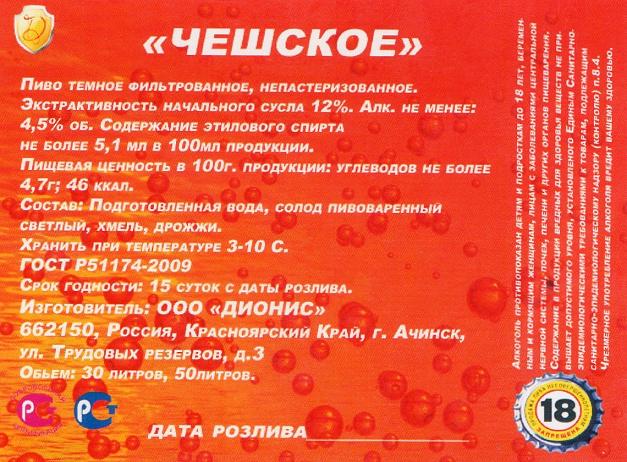 «ЧЕШСКОЕ»
Пиво темное фильтрованное, непастеризованное.
Экстрактивность начального сусла 12%. Алк. не менее:
4,5% об. Содержание этилового спирта
не более 5,1 мл в 100мл продукции.
Пищевая ценность в 100г. продукции: углеводов не более
4,7г; 46 ккал.
Состав: Подготовленная вода, солод пивоваренный
светлый, хмель, дрожжи.
Хранить при температуре 3-10 С.
ГОСТ Р51174-2009
Срок годности: 15 суток с даты розлива.
Изготовитель: ООО «ДИОНИС»
662150, Россия, Красноярский Край, г. Ачинск,
ул. Трудовых резервов, д.3
Обьем: 30 литров, 50литров.
ДАТА РОЗЛИВА
Алкоголь противопоказан детям и подросткам до 18 лет, беремен-
ным и кормящим женщинам, лицам с заболеваниями центральной
нервной системы, почек, печени и других органов пищеварения.
Содержание в продукции вредных для здоровья веществ не пре-
вышает допустимого уровня, установленного Единым Санитарно-
эпидемиологическими требованиями к товарам, подлежащим
санитарно-эпидемиологическому надзору (контролю) п.8.4.
Чрезмерное употребление алкоголя вредит вашему здоровью.
18
ЗАПРЕЩЕНА